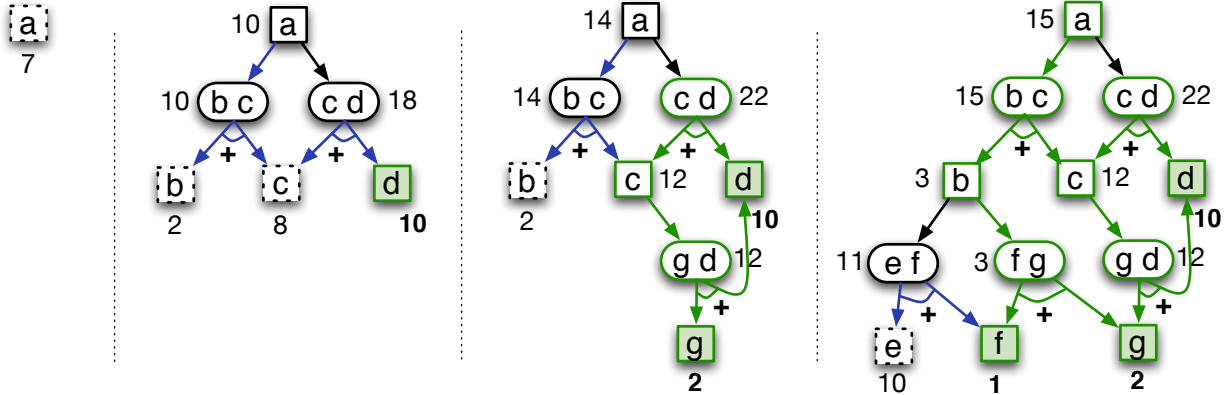 a
7
10 a
10 b c c d 18
+ +
b c d
2 8 10
14 a
14 b c c d 22
+ +
b c 12 d
2 10
g d 12
+
g
2
15 a
15 b c c d 22
+ +
3 b c 12 d
10
11 e f 3 f g g d 12
+ + +
e f g
10 1 2